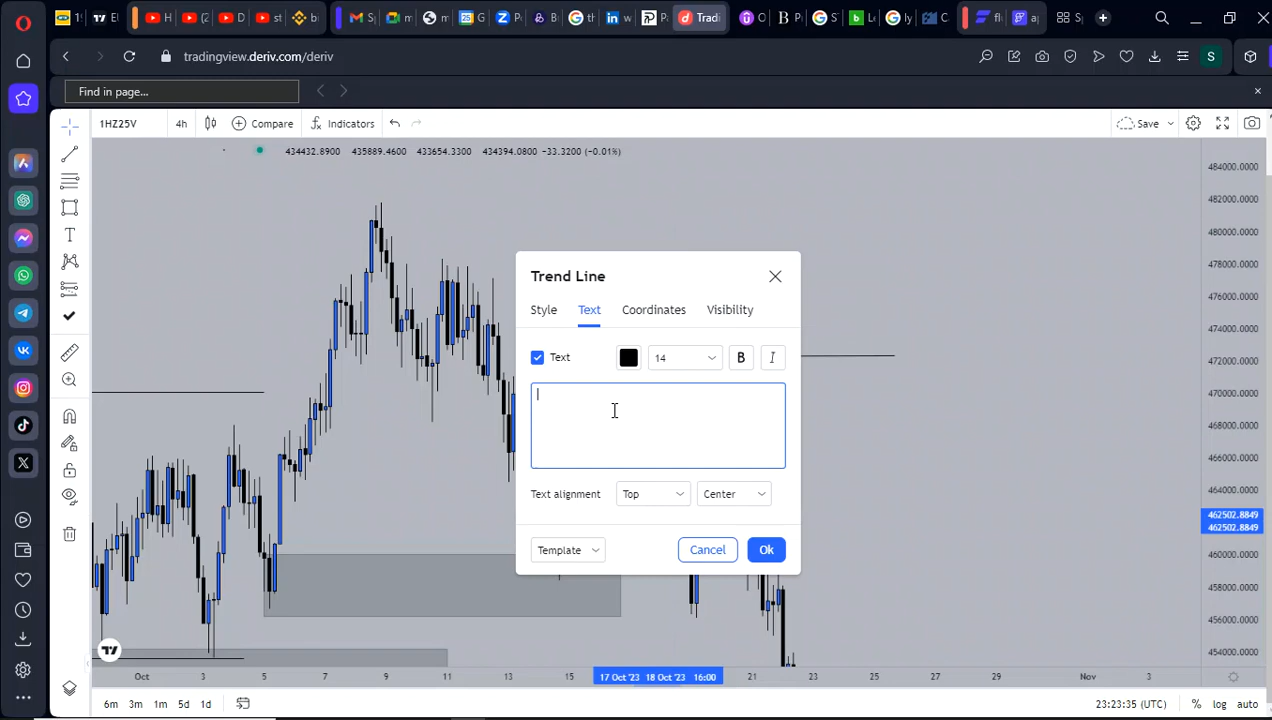 Tradi
tradingview.deriv.com/deriv
S
Find in page...
1HZ25V
4h
Compare
Indicators
Save
434432.8900 435889.4600 433654.3300 434394.0800 -33.3200 (-0.01%)
484000.0000
482000.0000
480000.0000
478000.0000
476000.0000
474000.0000
472000.0000
470000.0000
468000.0000
466000.0000
464000.0000
462502.8849
462502.8849
460000.0000
458000.0000
456000.0000
454000.0000
Trend Line
Style Text Coordinates Visibility
Text 14 B I
Text alignment Top Center
Template Cancel Ok
Oct 3 5 7 9 11 13 15 17 Oct '23 18 Oct '23 16:00 21 23 25 27 29 Nov 3
6m 3m 1m 5d 1d
23:23:35 (UTC) % log auto